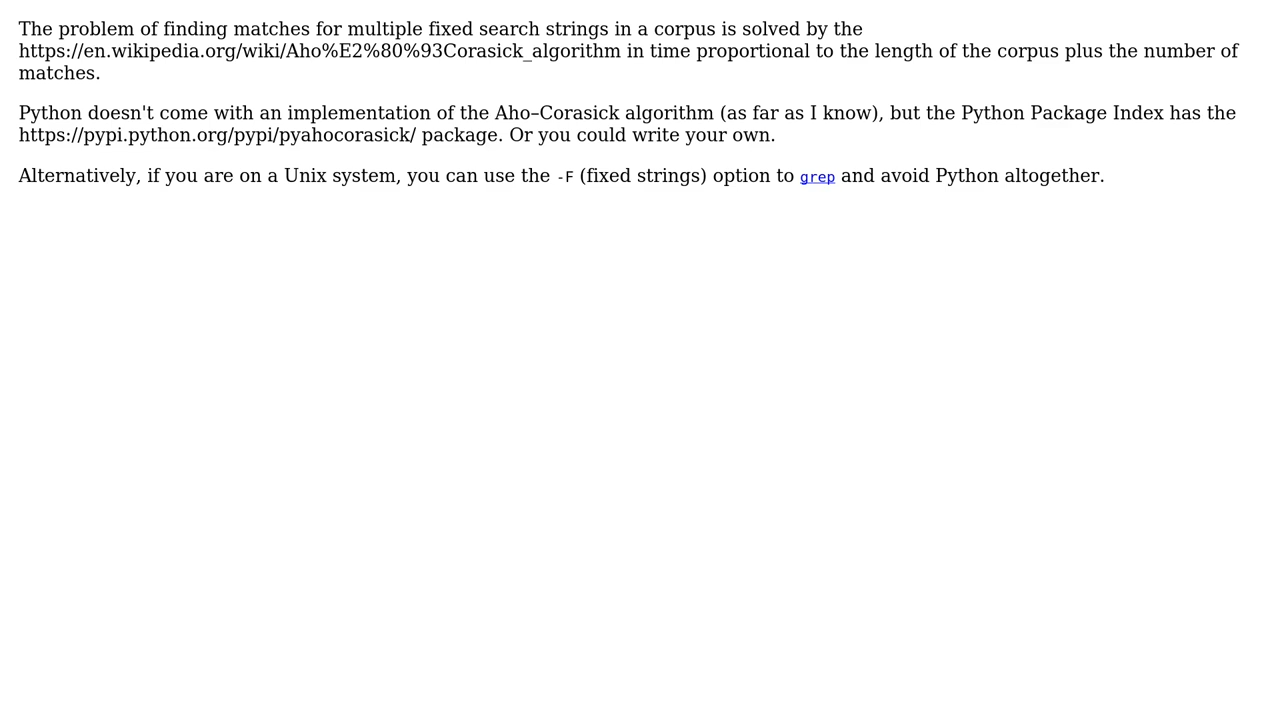 The problem of finding matches for multiple fixed search strings in a corpus is solved by the
https://en.wikipedia.org/wiki/Aho%E2%80%93Corasick_algorithm in time proportional to the length of the corpus plus the number of
matches.
Python doesn't come with an implementation of the Aho–Corasick algorithm (as far as I know), but the Python Package Index has the
https://pypi.python.org/pypi/pyahocorasick/ package. Or you could write your own.
Alternatively, if you are on a Unix system, you can use the -F (fixed strings) option to grep and avoid Python altogether.